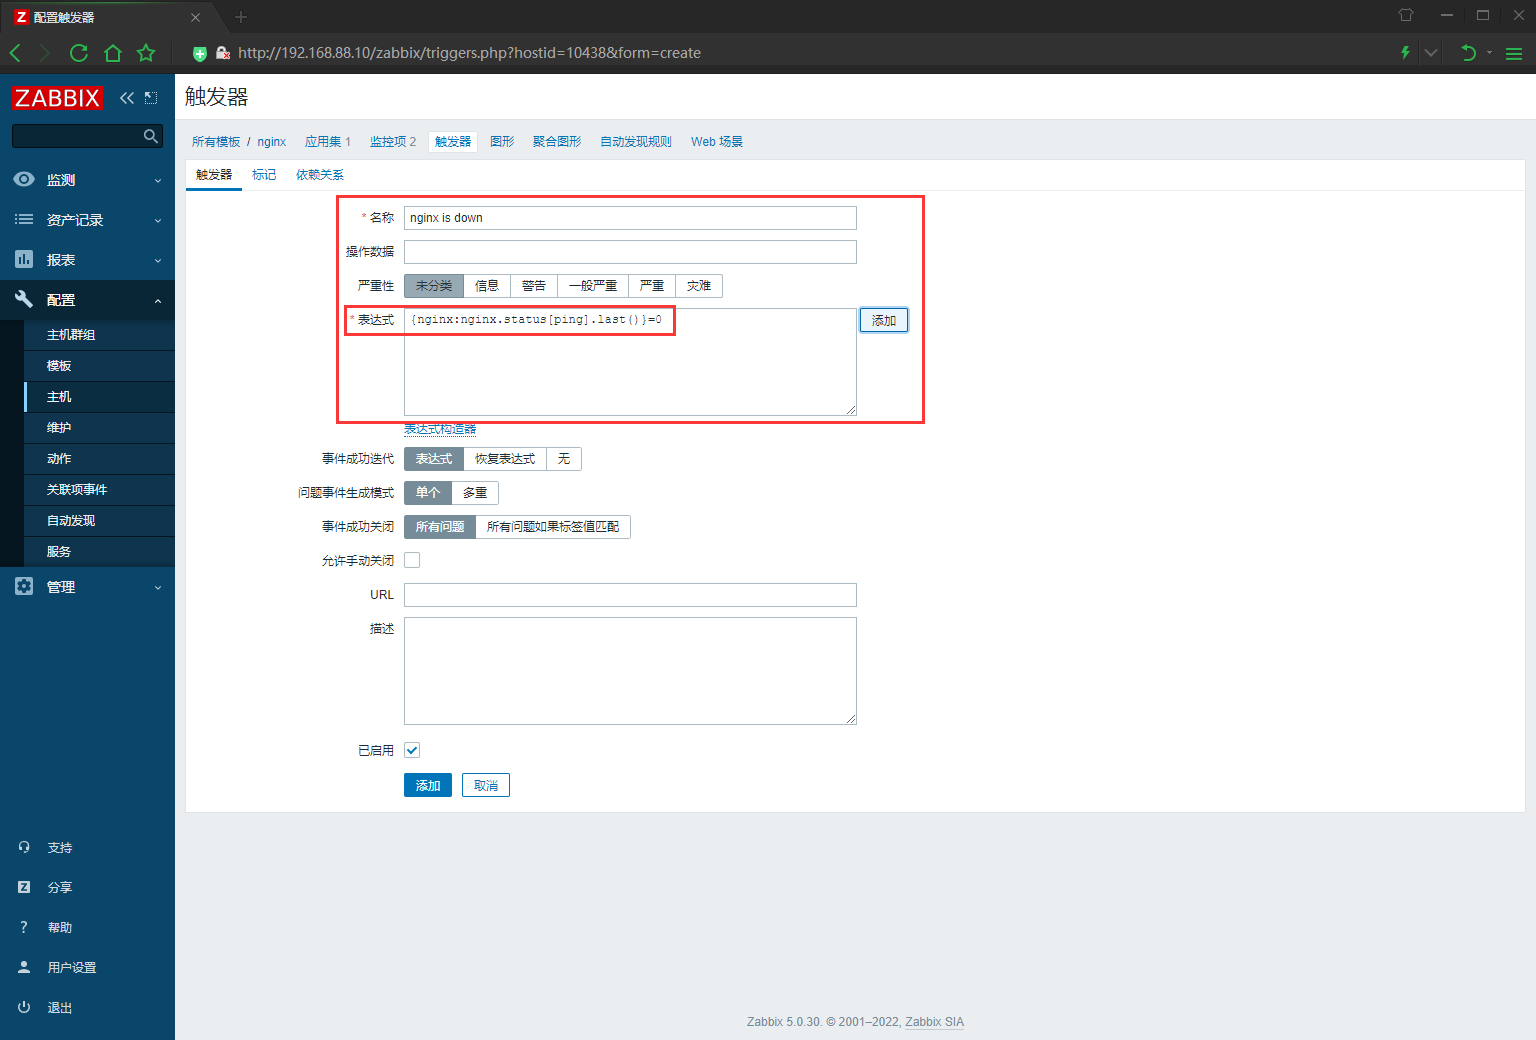 Z 配置触发器
http://192.168.88.10/zabbix/triggers.php?hostid=10438&form=create
ZABBIX
监测
资产记录
报表
配置
主机群组
模板
主机
维护
动作
关联项事件
自动发现
服务
管理
支持
Z 分享
? 帮助
用户设置
退出
触发器
所有模板 / nginx 应用集 1 监控项 2 触发器 图形 聚合图形 自动发现规则 Web 场景
触发器 标记 依赖关系
* 名称 nginx is down
操作数据
严重性 未分类 信息 警告 一般严重 严重 灾难
* 表达式 {nginx:nginx.status[ping].last()}=0 添加
表达式构造器
事件成功迭代 表达式 恢复表达式 无
问题事件生成模式 单个 多重
事件成功关闭 所有问题 所有问题如果标签值匹配
允许手动关闭
URL
描述
已启用
添加 取消
Zabbix 5.0.30. © 2001–2022, Zabbix SIA